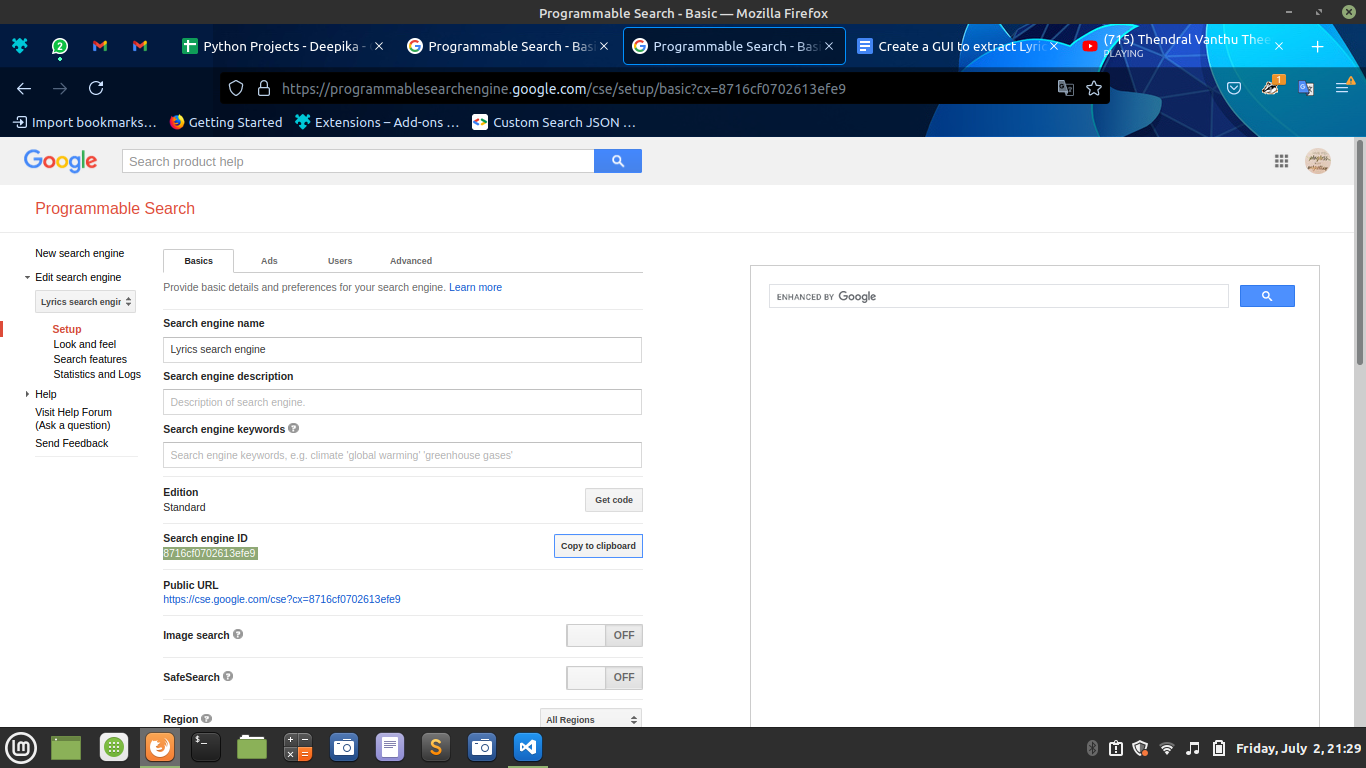 Programmable Search - Basic — Mozilla Firefox
2
Python Projects - Deepika -
Programmable Search - Basi
Programmable Search - Basi
Create a GUI to extract Lyric
(715) Thendral Vanthu Thee
PLAYING
https://programmablesearchengine.google.com/cse/setup/basic?cx=8716cf0702613efe9
1
Import bookmarks…
Getting Started
Extensions – Add-ons …
Custom Search JSON …
Google
Search product help
Programmable Search
New search engine
Edit search engine
Lyrics search engir
Setup
Look and feel
Search features
Statistics and Logs
Help
Visit Help Forum
(Ask a question)
Send Feedback
Basics
Ads
Users
Advanced
Provide basic details and preferences for your search engine. Learn more
Search engine name
Lyrics search engine
Search engine description
Description of search engine.
Search engine keywords
Search engine keywords, e.g. climate 'global warming' 'greenhouse gases'
Edition
Standard
Get code
Search engine ID
8716cf0702613efe9
Copy to clipboard
Public URL
https://cse.google.com/cse?cx=8716cf0702613efe9
Image search
OFF
SafeSearch
OFF
Region
All Regions
ENHANCED BY Google
Friday, July 2, 21:29